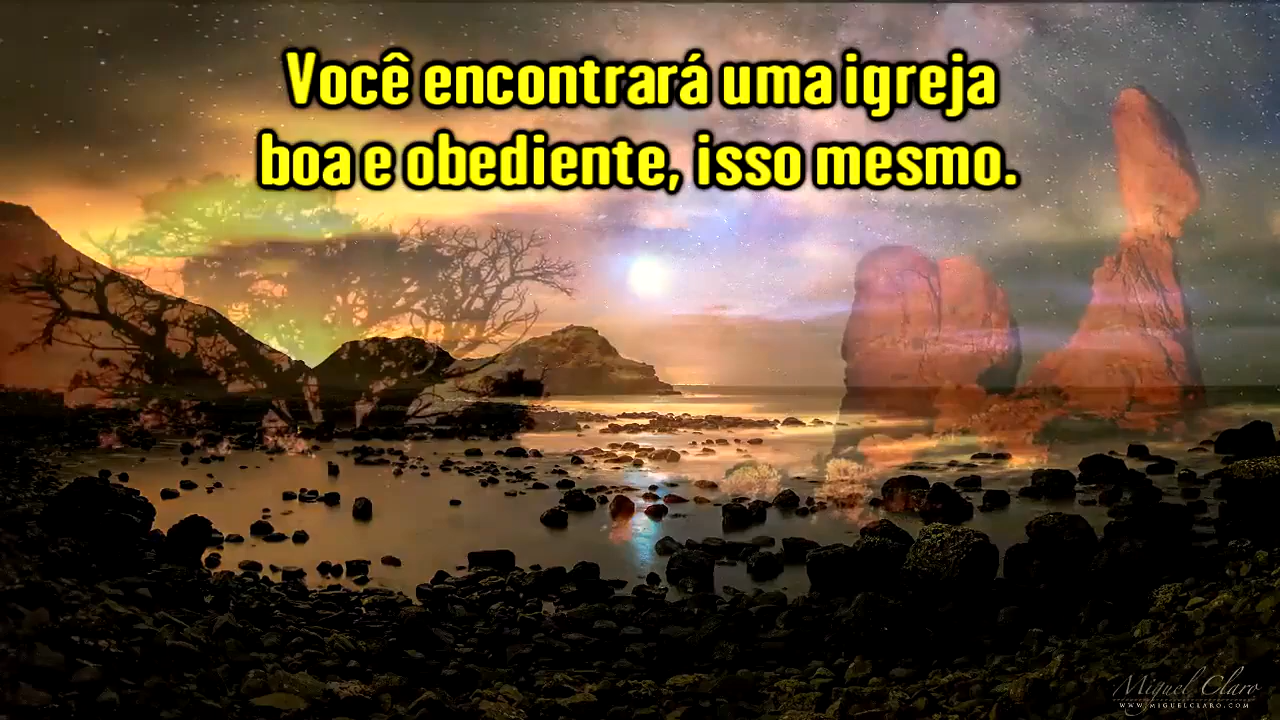 Você encontrará uma igreja
boa e obediente, isso mesmo.
Miguel Claro
WWW.MIGUELCLARO.COM